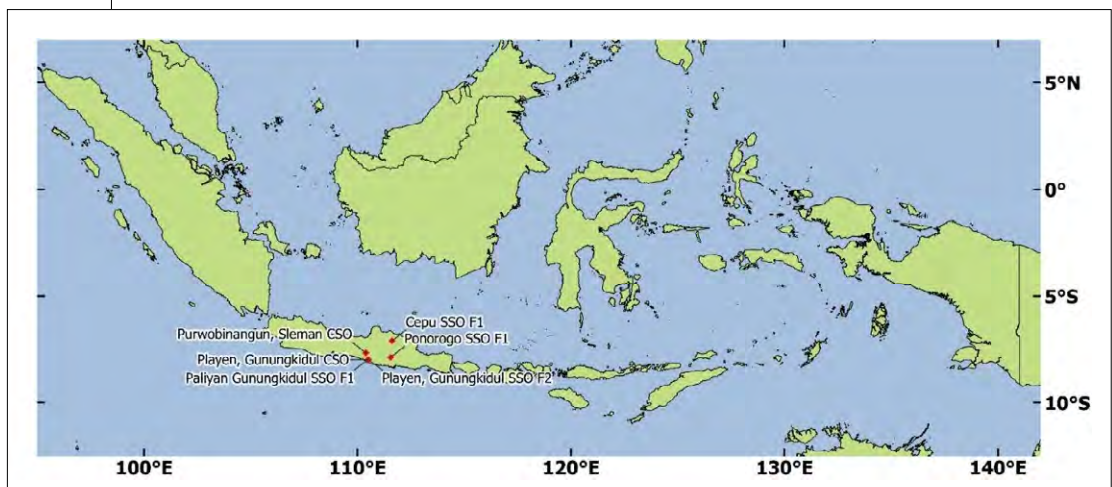 5°N
0°
5°S
10°S
Cepu SSO F1
Purwobinangun, Sleman CSO
Ponorogo SSO F1
Playen, Gunungkidul CSO
Paliyan Gunungkidul SSO F1
Playen, Gunungkidul SSO F2
100°E 110°E 120°E 130°E 140°E